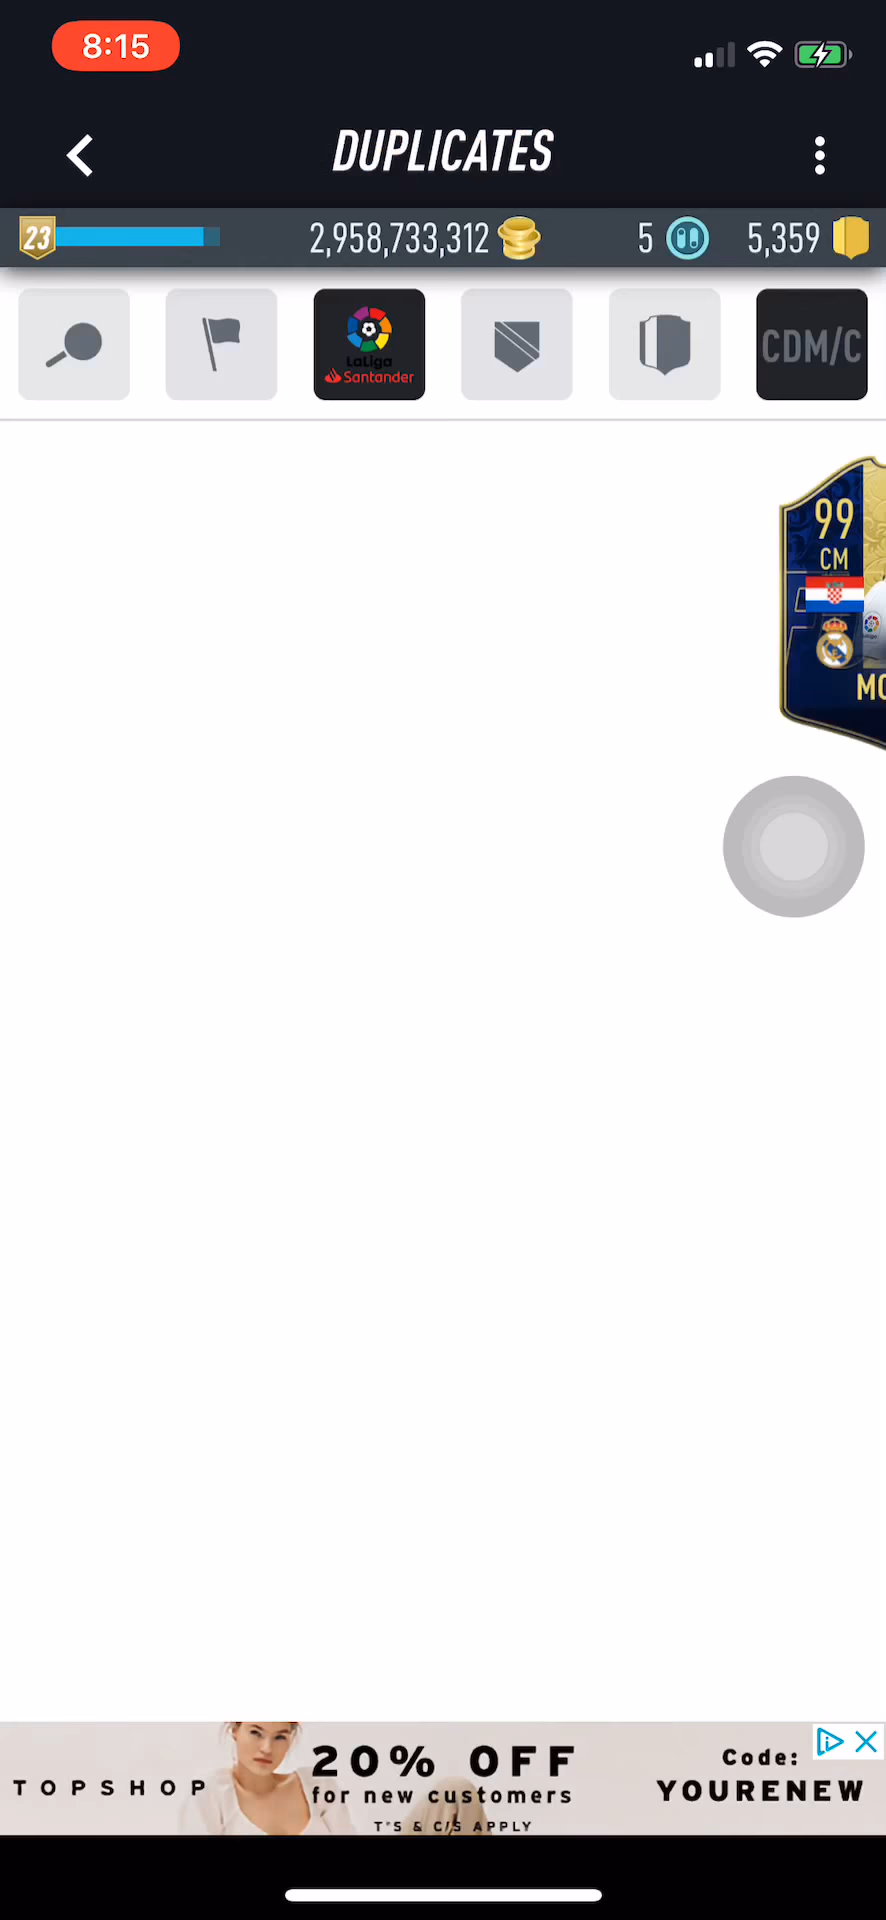 8:15
DUPLICATES
23
2,958,733,312
5
5,359
LaLiga
Santander
CDM/C
99
CM
MO
TOPSHOP
20% OFF
for new customers
T'S & C'S APPLY
Code:
YOURENEW